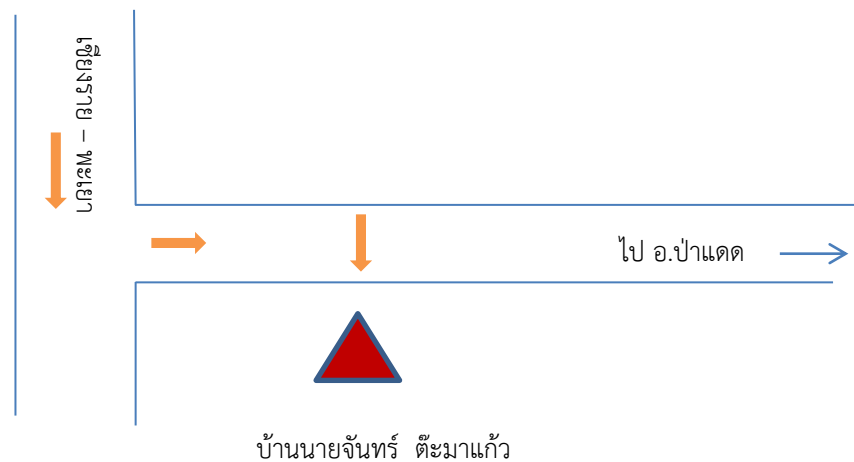 เชียงราย – พะเยา
ไป อ.ป่าแดด
บ้านนายจันทร์ ต๊ะมาแก้ว